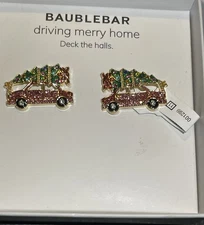 BAUBLEBAR
driving merry home
Deck the halls.